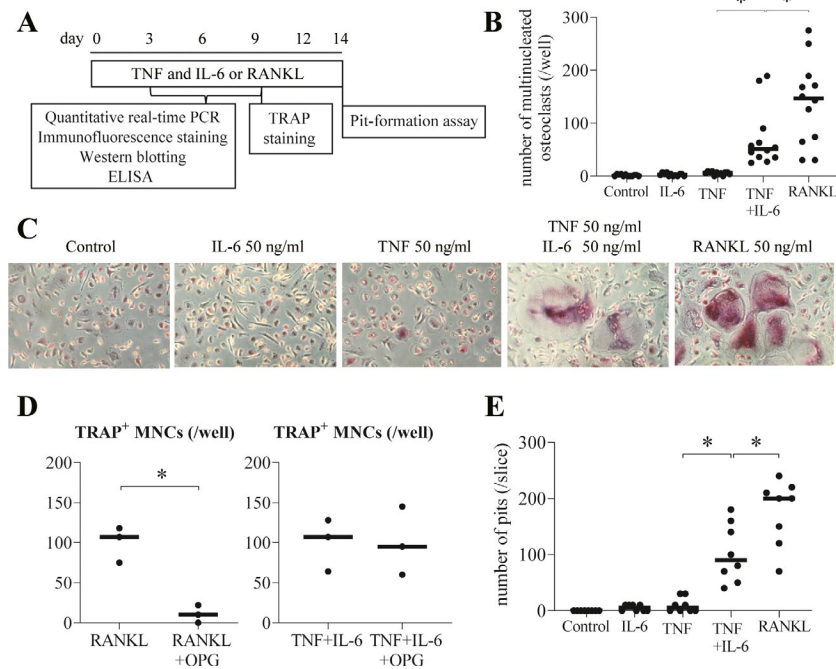 A
day 0 3 6 9 12 14
TNF and IL-6 or RANKL
Quantitative real-time PCR
Immunofluorescence staining
Western blotting
ELISA
TRAP
staining
Pit-formation assay
B
number of multinucleated
osteoclasts (/well)
300
200
100
0
* *
Control IL-6 TNF TNF RANKL
+IL-6
C
Control
IL-6 50 ng/ml
TNF 50 ng/ml
TNF 50 ng/ml
IL-6 50 ng/ml
RANKL 50 ng/ml
D
TRAP+ MNCs (/well)
200
150
100
50
0
*
RANKL RANKL
+OPG
TRAP+ MNCs (/well)
200
150
100
50
0
TNF+IL-6 TNF+IL-6
+OPG
E
number of pits (/slice)
300
200
100
0
* *
Control IL-6 TNF TNF RANKL
+IL-6